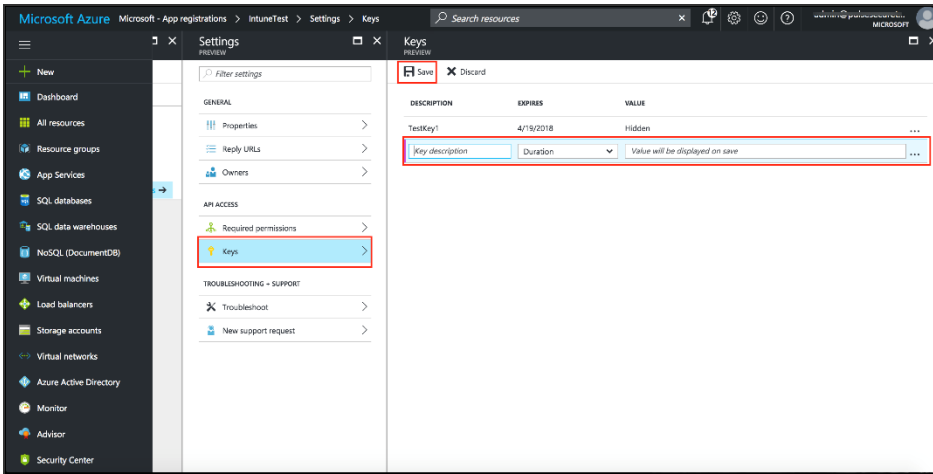 Microsoft Azure Microsoft - App registrations > IntuneTest > Settings > Keys
Search resources
MICROSOFT
New
Dashboard
All resources
Resource groups
App Services
SQL databases
SQL data warehouses
NoSQL (DocumentDB)
Virtual machines
Load balancers
Storage accounts
Virtual networks
Azure Active Directory
Monitor
Advisor
Security Center
Settings
PREVIEW
Filter settings
GENERAL
Properties
Reply URLs
Owners
API ACCESS
Required permissions
Keys
TROUBLESHOOTING + SUPPORT
Troubleshoot
New support request
Keys
PREVIEW
Save Discard
DESCRIPTION EXPIRES VALUE
TestKey1 4/19/2018 Hidden ...
Key description Duration Value will be displayed on save ...